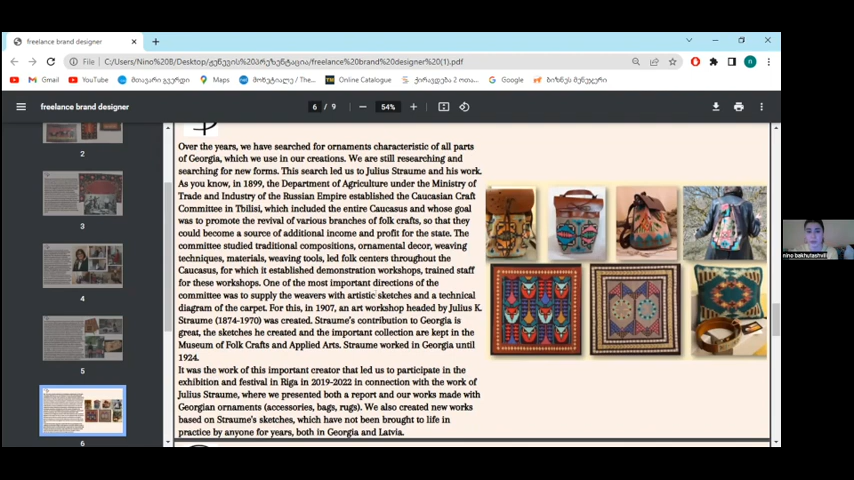 freelance brand designer
File
C:/Users/Nino%20B/Desktop/ჟენევის%20პრეზენტაცია/freelance%20brand%20designer%20(1).pdf
Gmail
YouTube
მთავარი გვერდი
Maps
Online Catalogue
Google
ბიზნეს
freelance brand designer
6 / 9
54%
2
3
4
5
6
Over the years, we have searched for ornaments characteristic of all parts
of Georgia, which we use in our creations. We are still researching and
searching for new forms. This search led us to Julius Straume and his work.
As you know, in 1899, the Department of Agriculture under the Ministry of
Trade and Industry of the Russian Empire established the Caucasian Craft
Committee in Tbilisi, which included the entire Caucasus and whose goal
was to promote the revival of various branches of folk crafts, so that they
could become a source of additional income and profit for the state. The
committee studied traditional compositions, ornamental decor, weaving
techniques, materials, weaving tools, led folk centers throughout the
Caucasus, for which it established demonstration workshops, trained staff
for these workshops. One of the most important directions of the
committee was to supply the weavers with artistic sketches and a technical
diagram of the carpet. For this, in 1907, an art workshop headed by Julius K.
Straume (1874-1970) was created. Straume's contribution to Georgia is
great, the sketches he created and the important collection are kept in the
Museum of Folk Crafts and Applied Arts. Straume worked in Georgia until
1924.
It was the work of this important creator that led us to participate in the
exhibition and festival in Riga in 2019-2022 in connection with the work of
Julius Straume, where we presented both a report and our works made with
Georgian ornaments (accessories, bags, rugs). We also created new works
based on Straume's sketches, which have not been brought to life in
practice by anyone for years, both in Georgia and Latvia.
nino bakhutashvili